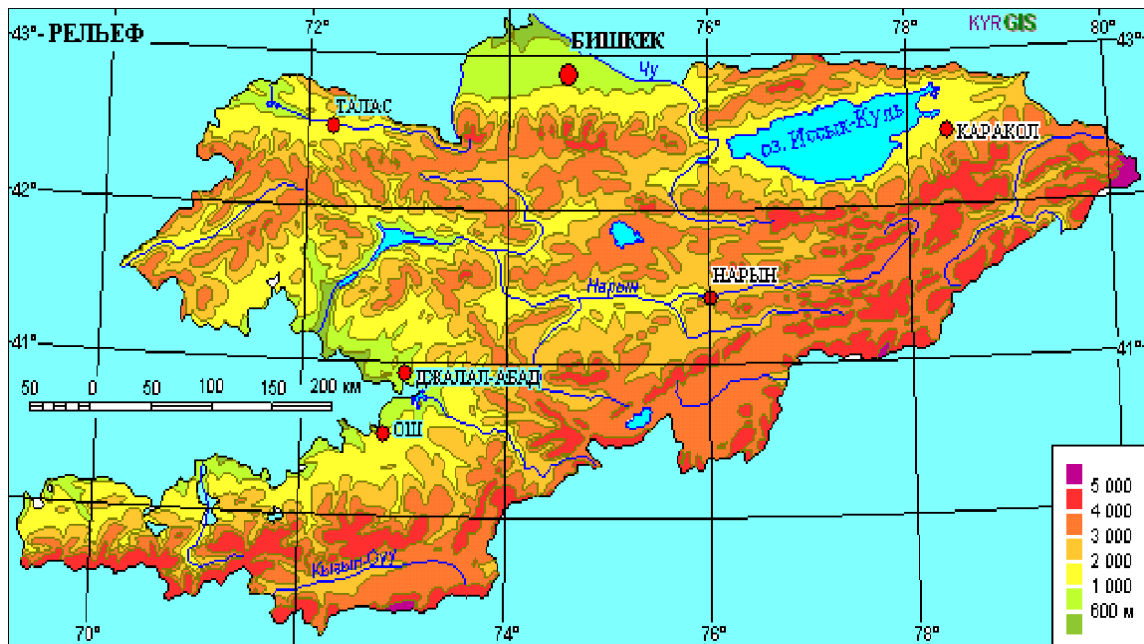 43°- РЕЛЬЕФ
72°
76°
78°
80°
KYRGIS
43°
БИШКЕК
Чу
ТАЛАС
оз. Иссык-Куль
КАРАКОЛ
42°
42°
НАРЫН
Нарын
41°
41°
50 0 50 100 150 200 км
ДЖАЛАЛ-АБАД
ОШ
Кызыл-Суу
5 000
4 000
3 000
2 000
1 000
600 м
70°
72°
74°
76°
78°